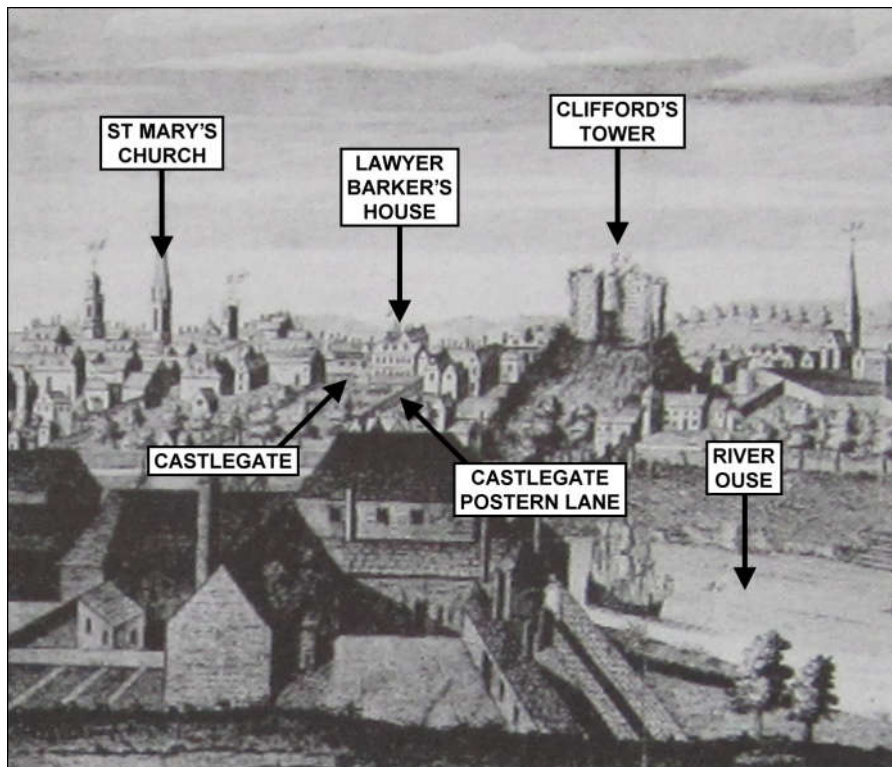 ST MARY'S
CHURCH
LAWYER
BARKER'S
HOUSE
CLIFFORD'S
TOWER
CASTLEGATE
CASTLEGATE
POSTERN LANE
RIVER
OUSE